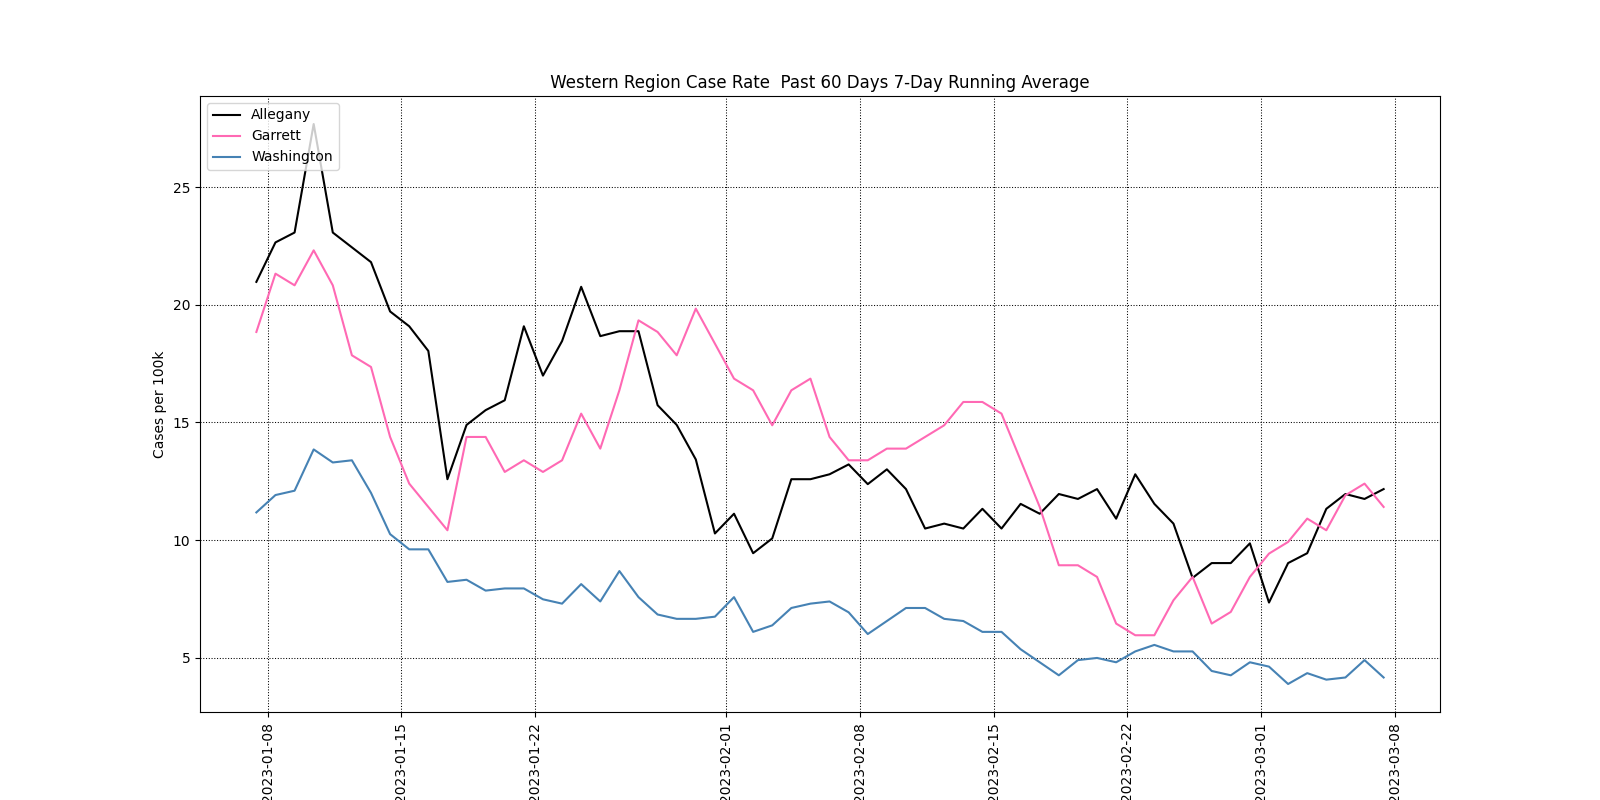 Western Region Case Rate  Past 60 Days 7-Day Running Average
Allegany
Garrett
Washington
Cases per 100k
25
20
15
10
5
2023-01-08
2023-01-15
2023-01-22
2023-02-01
2023-02-08
2023-02-15
2023-02-22
2023-03-01
2023-03-08